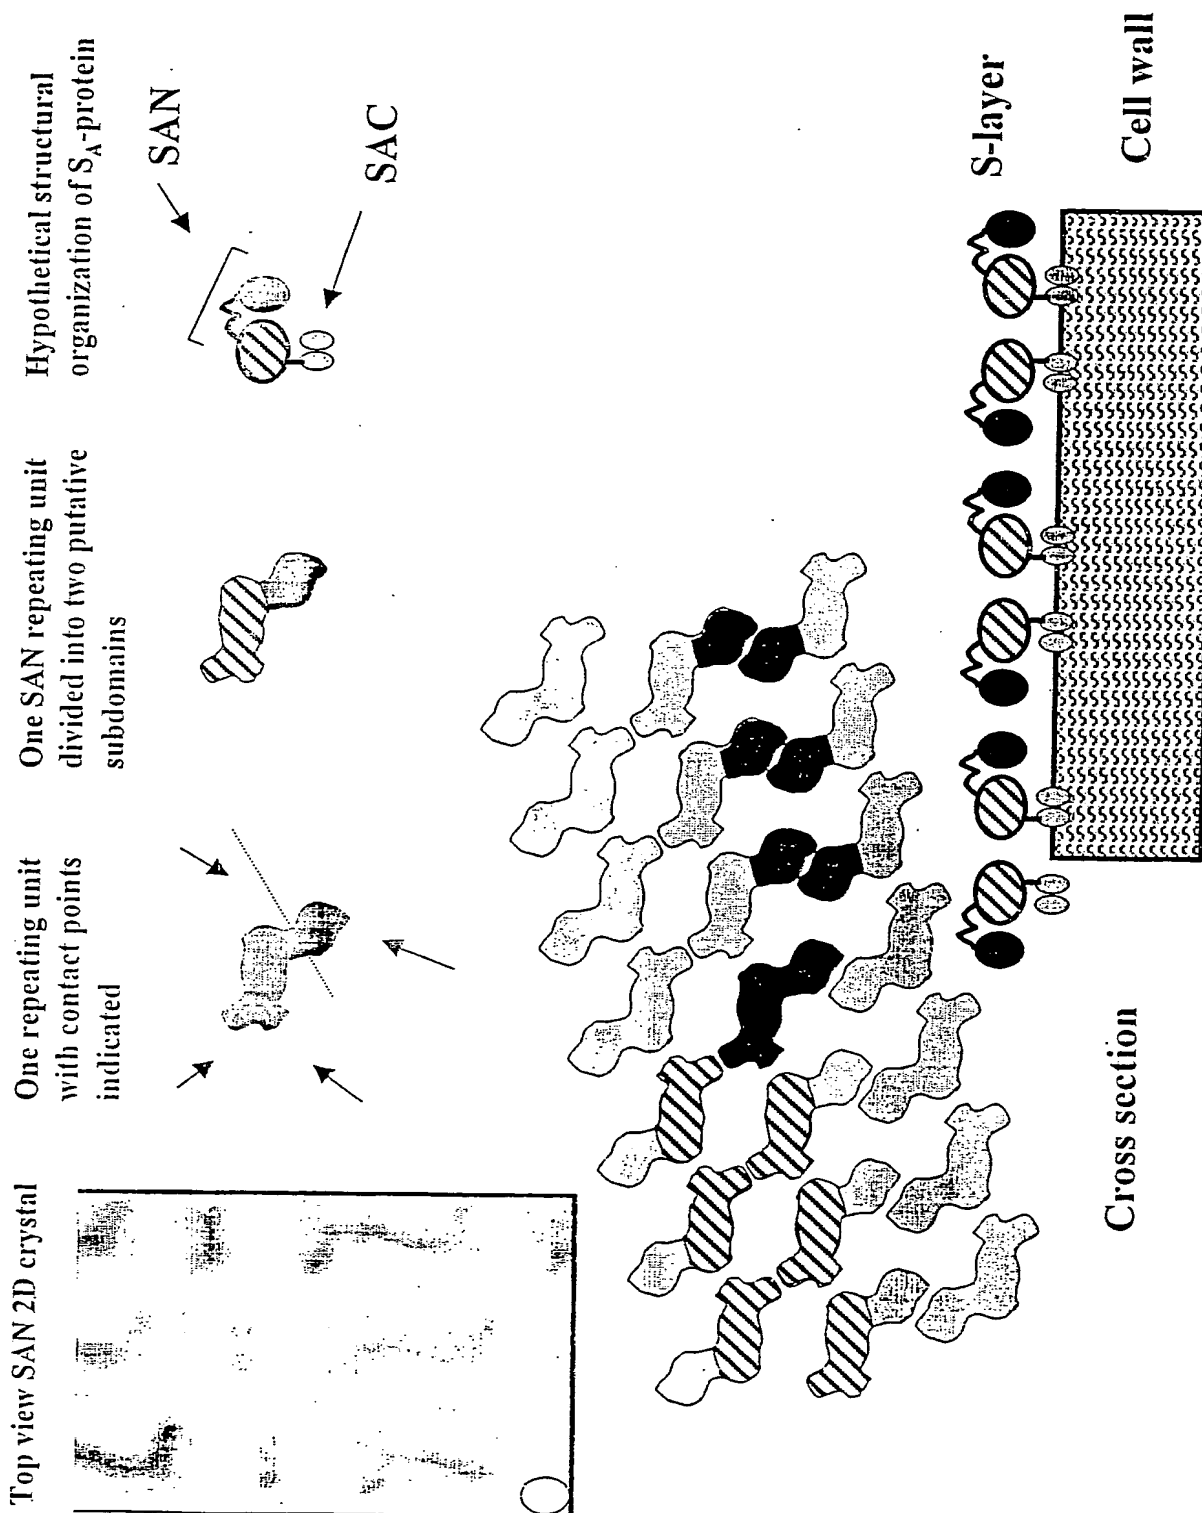 Top view SAN 2D crystal
One repeating unit
with contact points
indicated
One SAN repeating unit
divided into two putative
subdomains
Hypothetical structural
organization of SA-protein
SAN
SAC
S-layer
Cell wall
Cross section